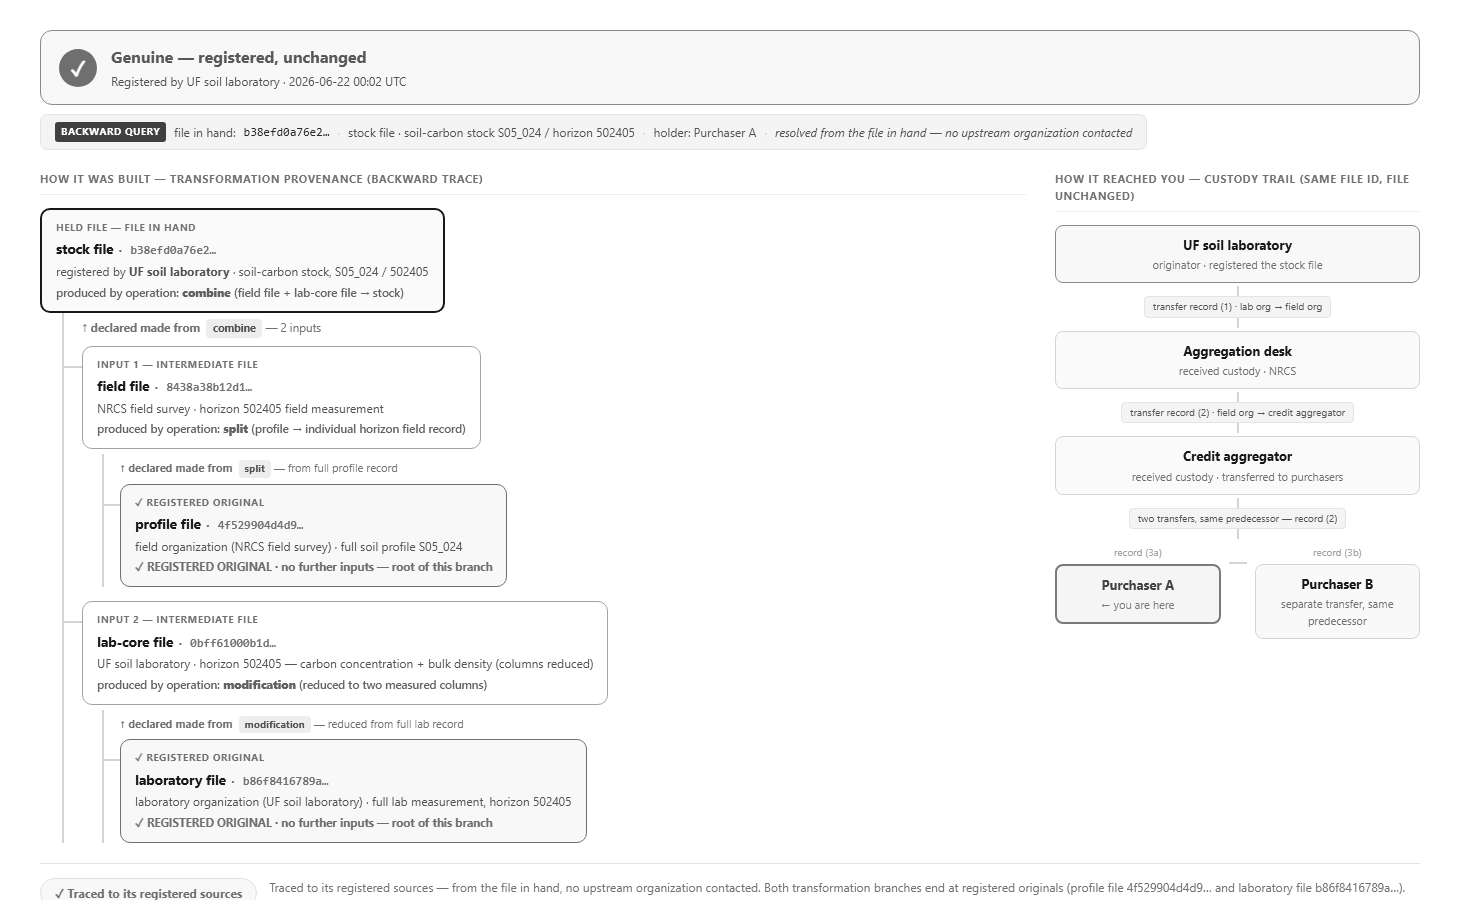 ✓
Genuine — registered, unchanged
Registered by UF soil laboratory · 2026-06-22 00:02 UTC
BACKWARD QUERY file in hand: b38efd0a76e2… · stock file · soil-carbon stock S05_024 / horizon 502405 · holder: Purchaser A · resolved from the file in hand — no upstream organization contacted
HOW IT WAS BUILT — TRANSFORMATION PROVENANCE (BACKWARD TRACE)
HELD FILE — FILE IN HAND
stock file · b38efd0a76e2…
registered by UF soil laboratory · soil-carbon stock, S05_024 / 502405
produced by operation: combine (field file + lab-core file → stock)
↑ declared made from combine — 2 inputs
INPUT 1 — INTERMEDIATE FILE
field file · 8438a38b12d1…
NRCS field survey · horizon 502405 field measurement
produced by operation: split (profile → individual horizon field record)
↑ declared made from split — from full profile record
✓ REGISTERED ORIGINAL
profile file · 4f529904d4d9…
field organization (NRCS field survey) · full soil profile S05_024
✓ REGISTERED ORIGINAL · no further inputs — root of this branch
INPUT 2 — INTERMEDIATE FILE
lab-core file · 0bff61000b1d…
UF soil laboratory · horizon 502405 — carbon concentration + bulk density (columns reduced)
produced by operation: modification (reduced to two measured columns)
↑ declared made from modification — reduced from full lab record
✓ REGISTERED ORIGINAL
laboratory file · b86f8416789a…
laboratory organization (UF soil laboratory) · full lab measurement, horizon 502405
✓ REGISTERED ORIGINAL · no further inputs — root of this branch
HOW IT REACHED YOU — CUSTODY TRAIL (SAME FILE ID, FILE
UNCHANGED)
UF soil laboratory
originator · registered the stock file
transfer record (1) · lab org → field org
Aggregation desk
received custody · NRCS
transfer record (2) · field org → credit aggregator
Credit aggregator
received custody · transferred to purchasers
two transfers, same predecessor — record (2)
record (3a)
Purchaser A
← you are here
record (3b)
Purchaser B
separate transfer, same
predecessor
✓ Traced to its registered sources
Traced to its registered sources — from the file in hand, no upstream organization contacted. Both transformation branches end at registered originals (profile file 4f529904d4d9… and laboratory file b86f8416789a…).